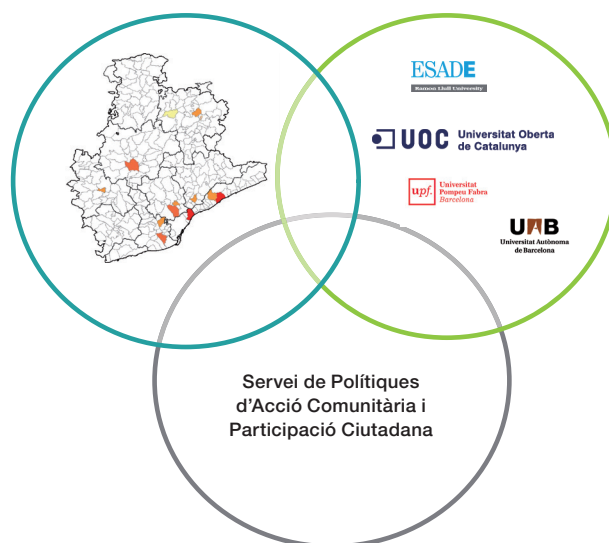 ESADE
Ramon Llull University
UOC Universitat Oberta
de Catalunya
upf. Universitat
Pompeu Fabra
Barcelona
UAB
Universitat Autònoma
de Barcelona
Servei de Polítiques
d'Acció Comunitària i
Participació Ciutadana